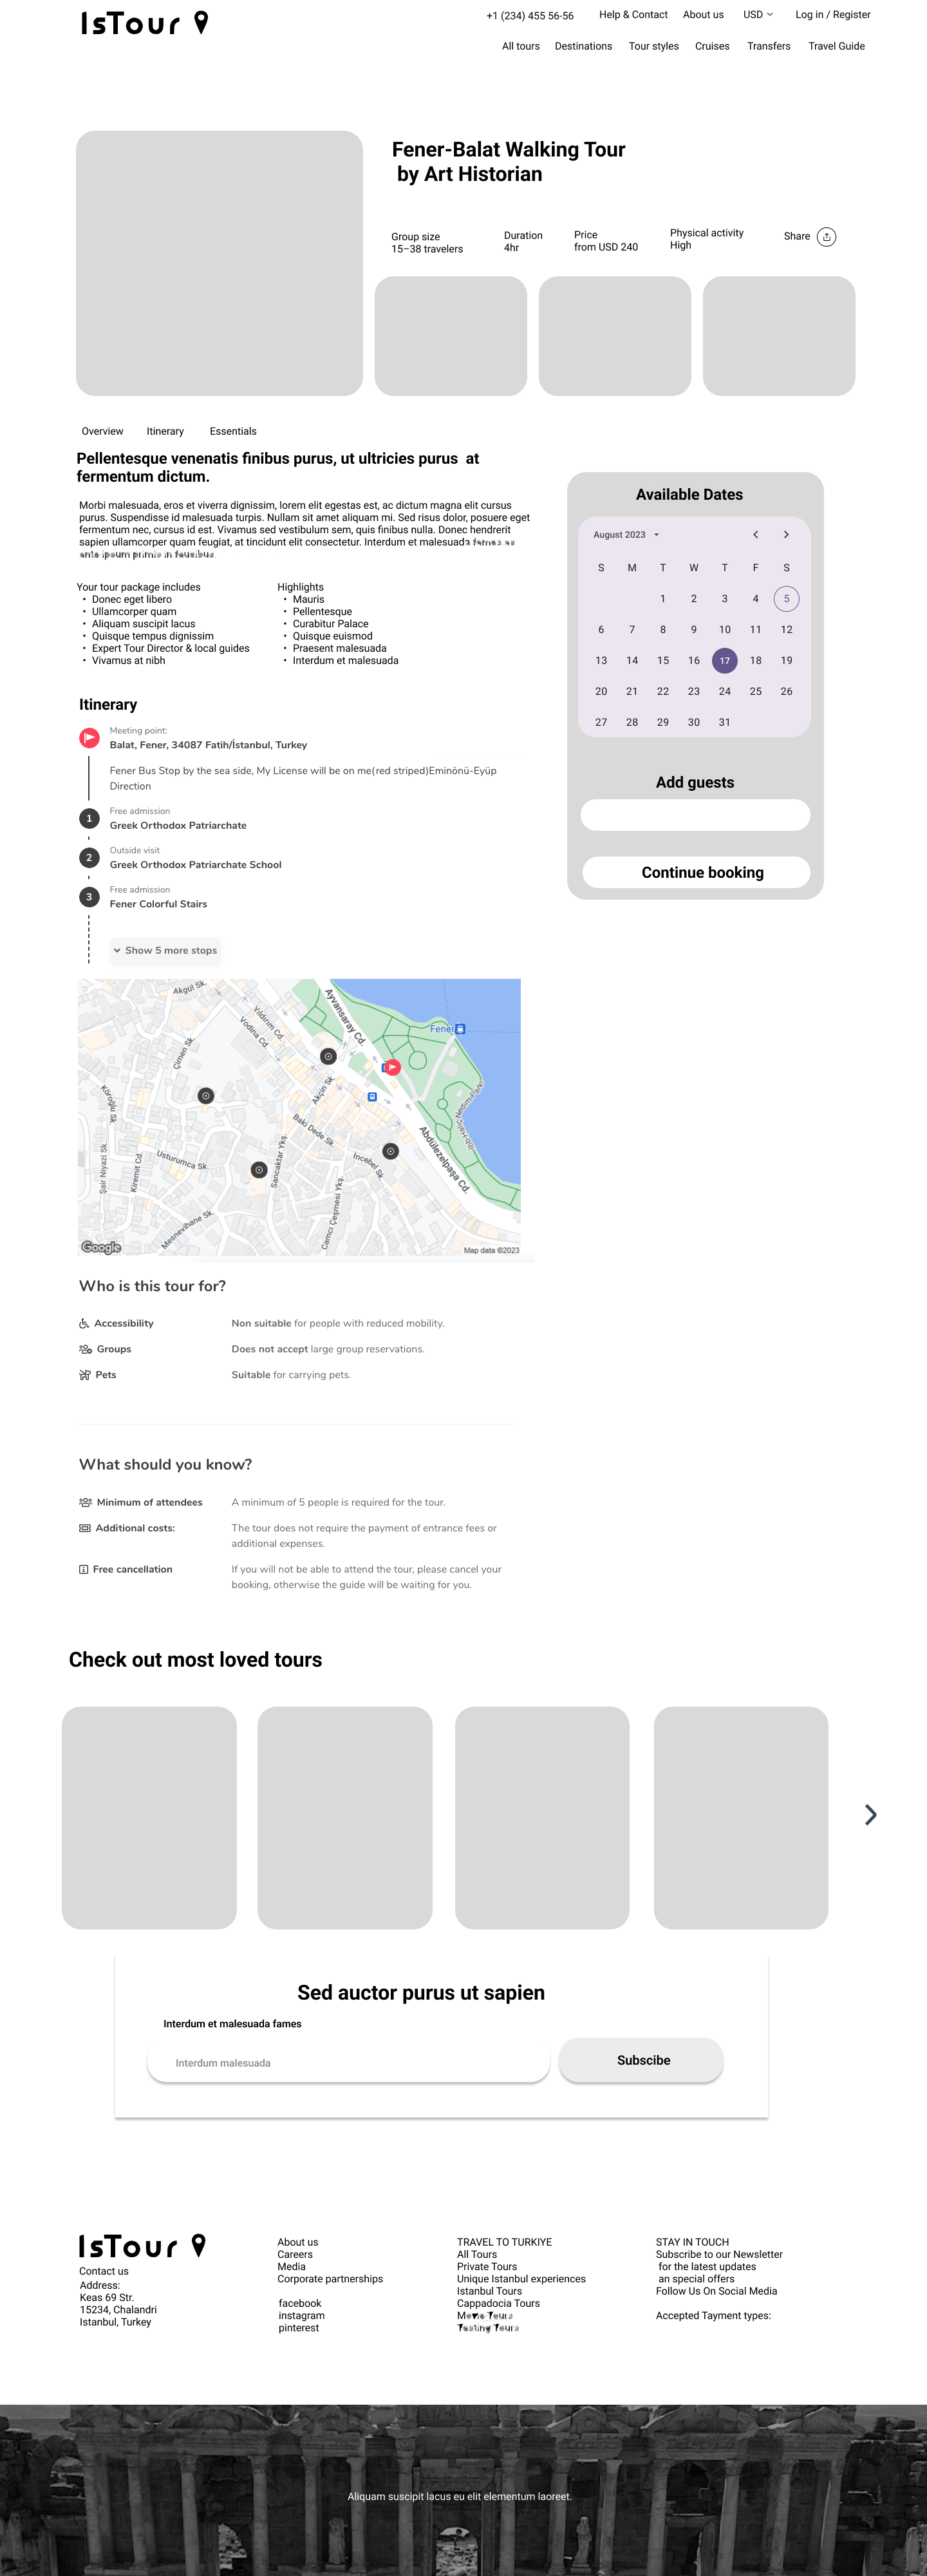 IsTour
+1 (234) 455 56-56
Help & Contact
About us
USD
Log in / Register
All tours
Destinations
Tour styles
Cruises
Transfers
Travel Guide
Fener-Balat Walking Tour
by Art Historian
Group size
15–38 travelers
Duration
4hr
Price
from USD 240
Physical activity
High
Share
Overview
Itinerary
Essentials
Pellentesque venenatis finibus purus, ut ultricies purus at
fermentum dictum.
Morbi malesuada, eros et viverra dignissim, lorem elit egestas est, ac dictum magna elit cursus
purus. Suspendisse id malesuada turpis. Nullam sit amet aliquam mi. Sed risus dolor, posuere eget
fermentum nec, cursus id est. Vivamus sed vestibulum sem, quis finibus nulla. Donec hendrerit
sapien ullamcorper quam feugiat, at tincidunt elit consectetur. Interdum et malesuada fames ac
ante ipsum primis in faucibus.
Your tour package includes
• Donec eget libero
• Ullamcorper quam
• Aliquam suscipit lacus
• Quisque tempus dignissim
• Expert Tour Director & local guides
• Vivamus at nibh
Highlights
• Mauris
• Pellentesque
• Curabitur Palace
• Quisque euismod
• Praesent malesuada
• Interdum et malesuada
Available Dates
August 2023
S M T W T F S
1 2 3 4 5
6 7 8 9 10 11 12
13 14 15 16 17 18 19
20 21 22 23 24 25 26
27 28 29 30 31
Add guests
Continue booking
Itinerary
Meeting point:
Balat, Fener, 34087 Fatih/İstanbul, Turkey
Fener Bus Stop by the sea side, My License will be on me(red striped)Eminönü-Eyüp
Direction
Free admission
1
Greek Orthodox Patriarchate
Outside visit
2
Greek Orthodox Patriarchate School
Free admission
3
Fener Colorful Stairs
Show 5 more stops
Akgül Sk.
Ayvansaray Cd.
Yıldırım Cd.
Vodina Cd.
Fener
Çimen Sk.
Akçin Sk.
Köroğlu Sk.
Baki Dede Sk.
Abdülezelpaşa Cd.
Şair Niyazi Sk.
Kiremit Cd.
Usturumca Sk.
Sancaktar Ykş.
İncebel Sk.
Mesnevihane Sk.
Camcı Çeşmesi Ykş.
Google
Map data ©2023
Who is this tour for?
Accessibility
Non suitable for people with reduced mobility.
Groups
Does not accept large group reservations.
Pets
Suitable for carrying pets.
What should you know?
Minimum of attendees
A minimum of 5 people is required for the tour.
Additional costs:
The tour does not require the payment of entrance fees or
additional expenses.
Free cancellation
If you will not be able to attend the tour, please cancel your
booking, otherwise the guide will be waiting for you.
Check out most loved tours
Sed auctor purus ut sapien
Interdum et malesuada fames
Interdum malesuada
Subscibe
IsTour
Contact us
Address:
Keas 69 Str.
15234, Chalandri
Istanbul, Turkey
About us
Careers
Media
Corporate partnerships
facebook
instagram
pinterest
TRAVEL TO TURKIYE
All Tours
Private Tours
Unique Istanbul experiences
Istanbul Tours
Cappadocia Tours
Tours
Tasting Tours
STAY IN TOUCH
Subscribe to our Newsletter
for the latest updates
an special offers
Follow Us On Social Media
Accepted Tayment types:
Aliquam suscipit lacus eu elit elementum laoreet.